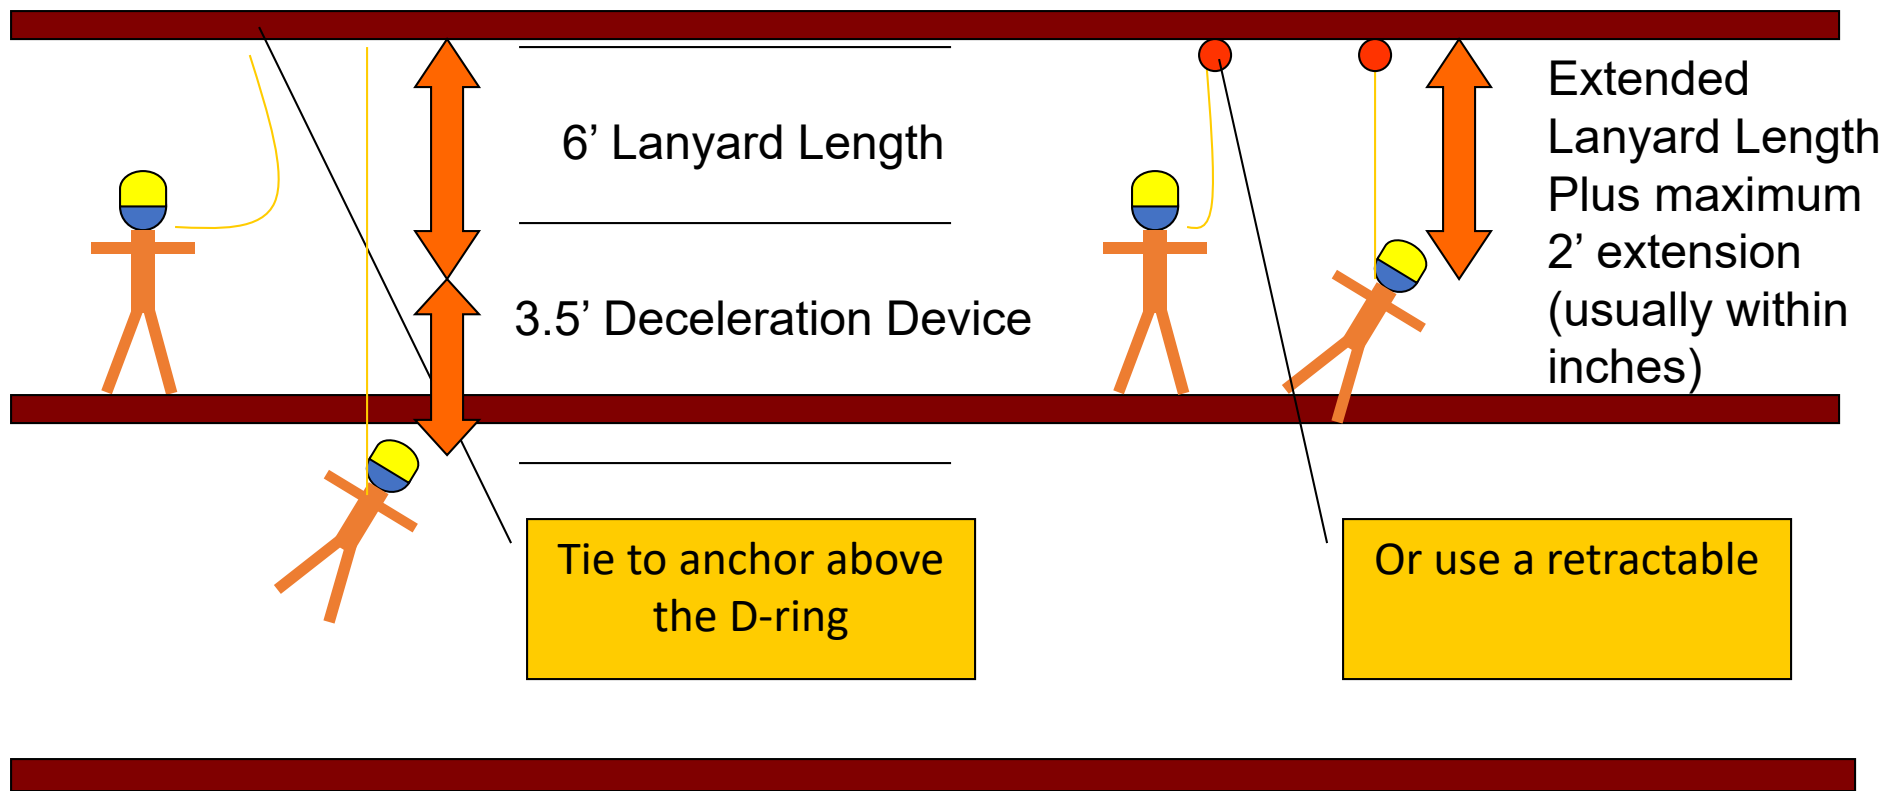 6’ Lanyard Length
3.5’ Deceleration Device
Tie to anchor above
the D-ring
Extended
Lanyard Length
Plus maximum
2’ extension
(usually within
inches)
Or use a retractable